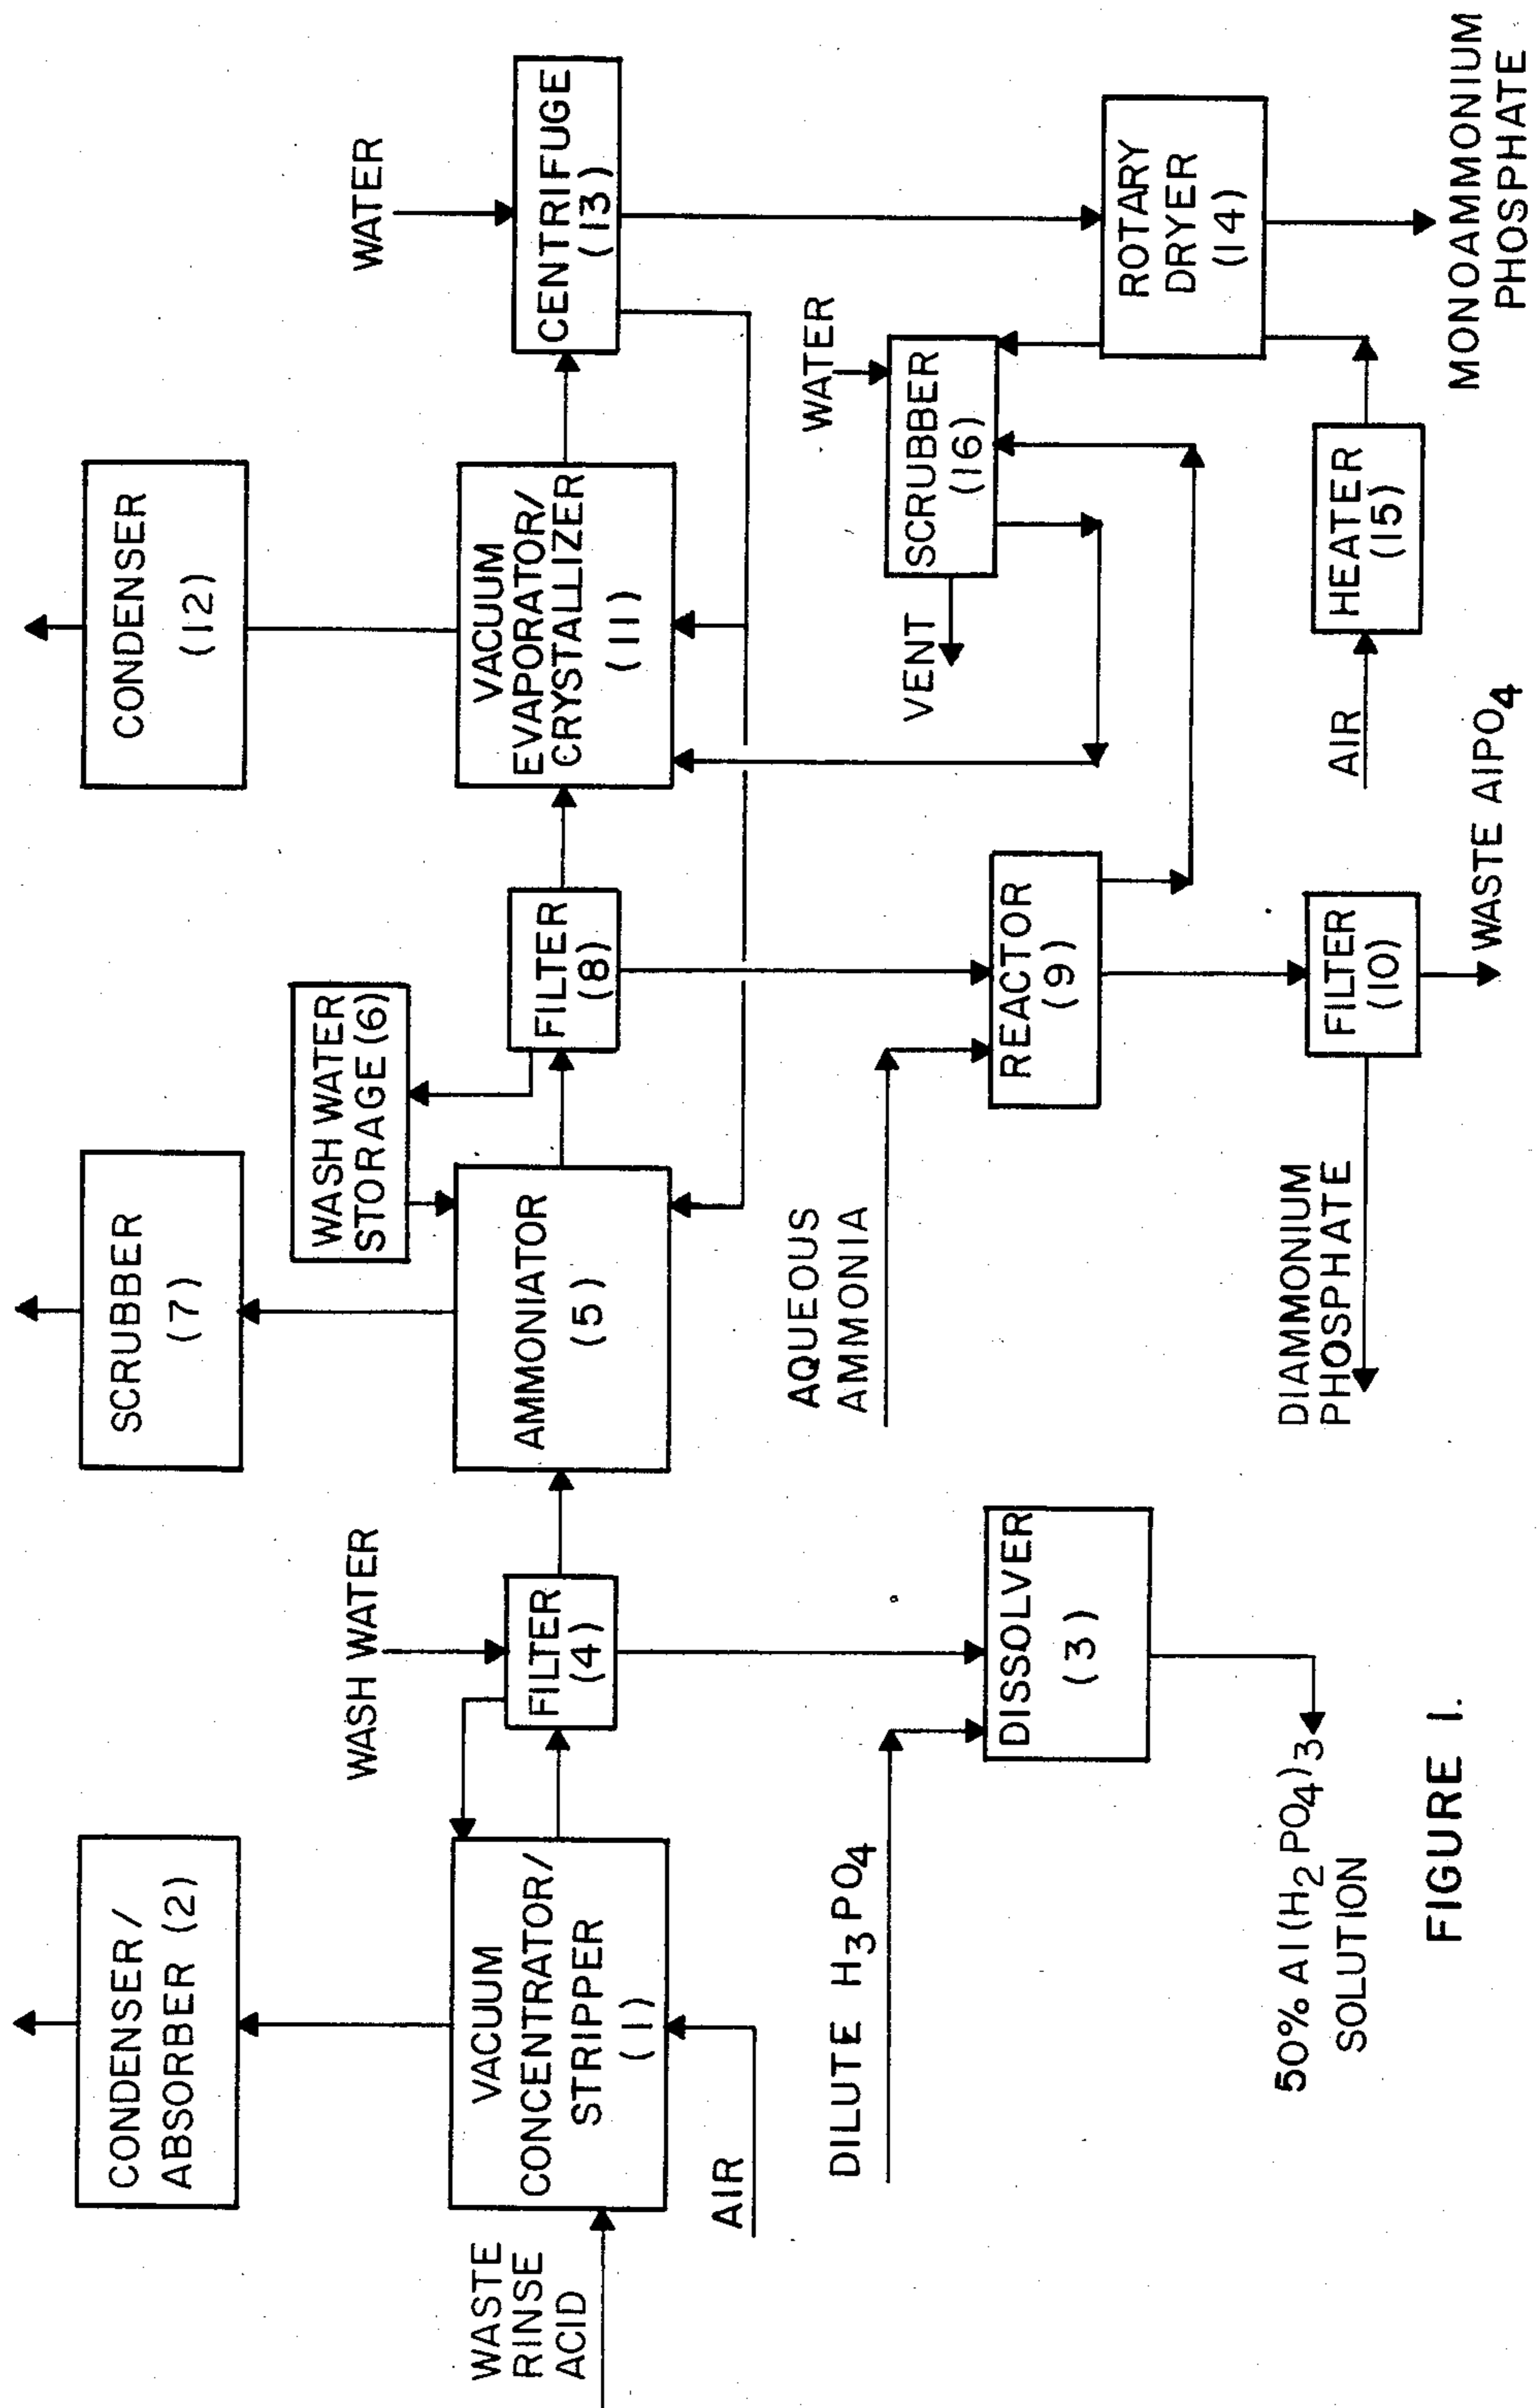 CONDENSER/
ABSORBER (2)
SCRUBBER
(7)
CONDENSER
(12)
WASH WATER
WASH WATER
STORAGE (6)
WATER
WASTE
RINSE
ACID
VACUUM
CONCENTRATOR/
STRIPPER
(1)
FILTER
(4)
AMMONIATOR
(5)
FILTER
(8)
VACUUM
EVAPORATOR/
CRYSTALLIZER
(11)
CENTRIFUGE
(13)
AIR
DILUTE H3PO4
AQUEOUS
AMMONIA
VENT
SCRUBBER
(16)
WATER
DISSOLVER
(3)
REACTOR
(9)
ROTARY
DRYER
(14)
50% Al(H2PO4)3
SOLUTION
DIAMMONIUM
PHOSPHATE
FILTER
(10)
AIR
HEATER
(15)
WASTE AlPO4
MONOAMMONIUM
PHOSPHATE
FIGURE 1.